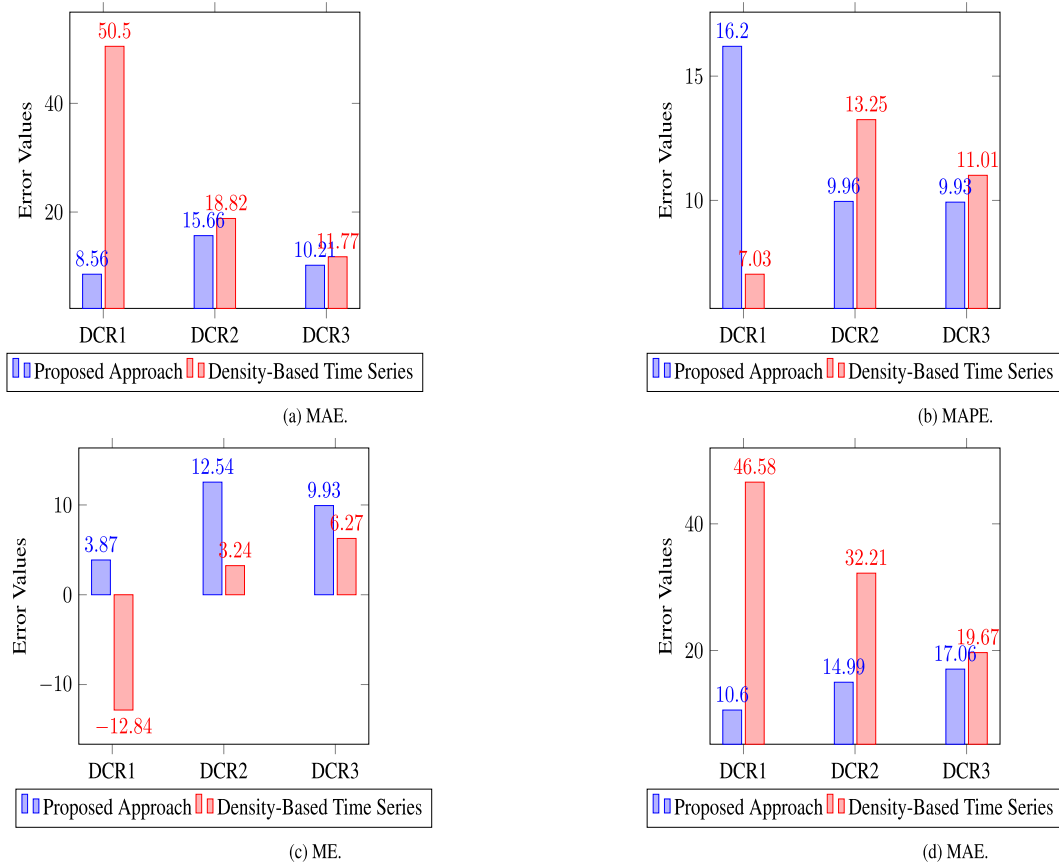 50.5
40
20
Error Values
8.56
15.66
18.82
10.21
11.77
DCR1 DCR2 DCR3
Proposed Approach Density-Based Time Series
(a) MAE.
16.2
15
10
Error Values
7.03
9.96
13.25
9.93
11.01
DCR1 DCR2 DCR3
Proposed Approach Density-Based Time Series
(b) MAPE.
10
0
−10
Error Values
3.87
−12.84
12.54
3.24
9.93
6.27
DCR1 DCR2 DCR3
Proposed Approach Density-Based Time Series
(c) ME.
40
20
Error Values
10.6
46.58
14.99
32.21
17.06
19.67
DCR1 DCR2 DCR3
Proposed Approach Density-Based Time Series
(d) MAE.